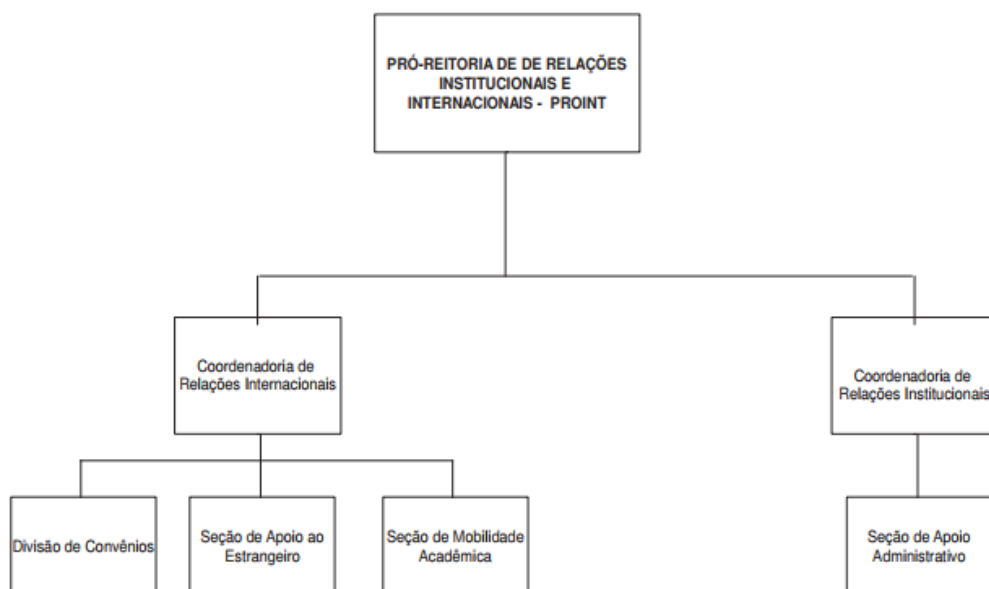 PRÓ-REITORIA DE DE RELAÇÕES
INSTITUCIONAIS E
INTERNACIONAIS - PROINT
Coordenadoria de
Relações Internacionais
Coordenadoria de
Relações Institucionais
Divisão de Convênios
Seção de Apoio ao
Estrangeiro
Seção de Mobilidade
Acadêmica
Seção de Apoio
Administrativo